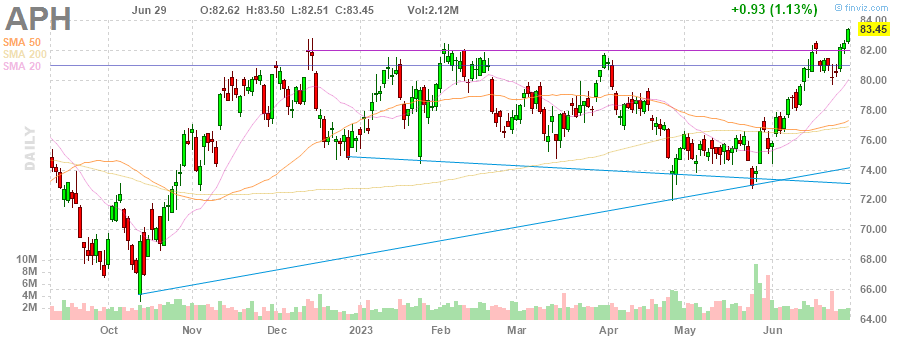 APH Jun 29 O:82.62 H:83.50 L:82.51 C:83.45 Vol:2.12M +0.93 (1.13%) © finviz.com
SMA 50
SMA 200
SMA 20
DAILY
84.00
83.45
82.00
80.00
78.00
76.00
74.00
72.00
70.00
68.00
66.00
64.00
10M
8M
6M
4M
2M
Oct Nov Dec 2023 Feb Mar Apr May Jun